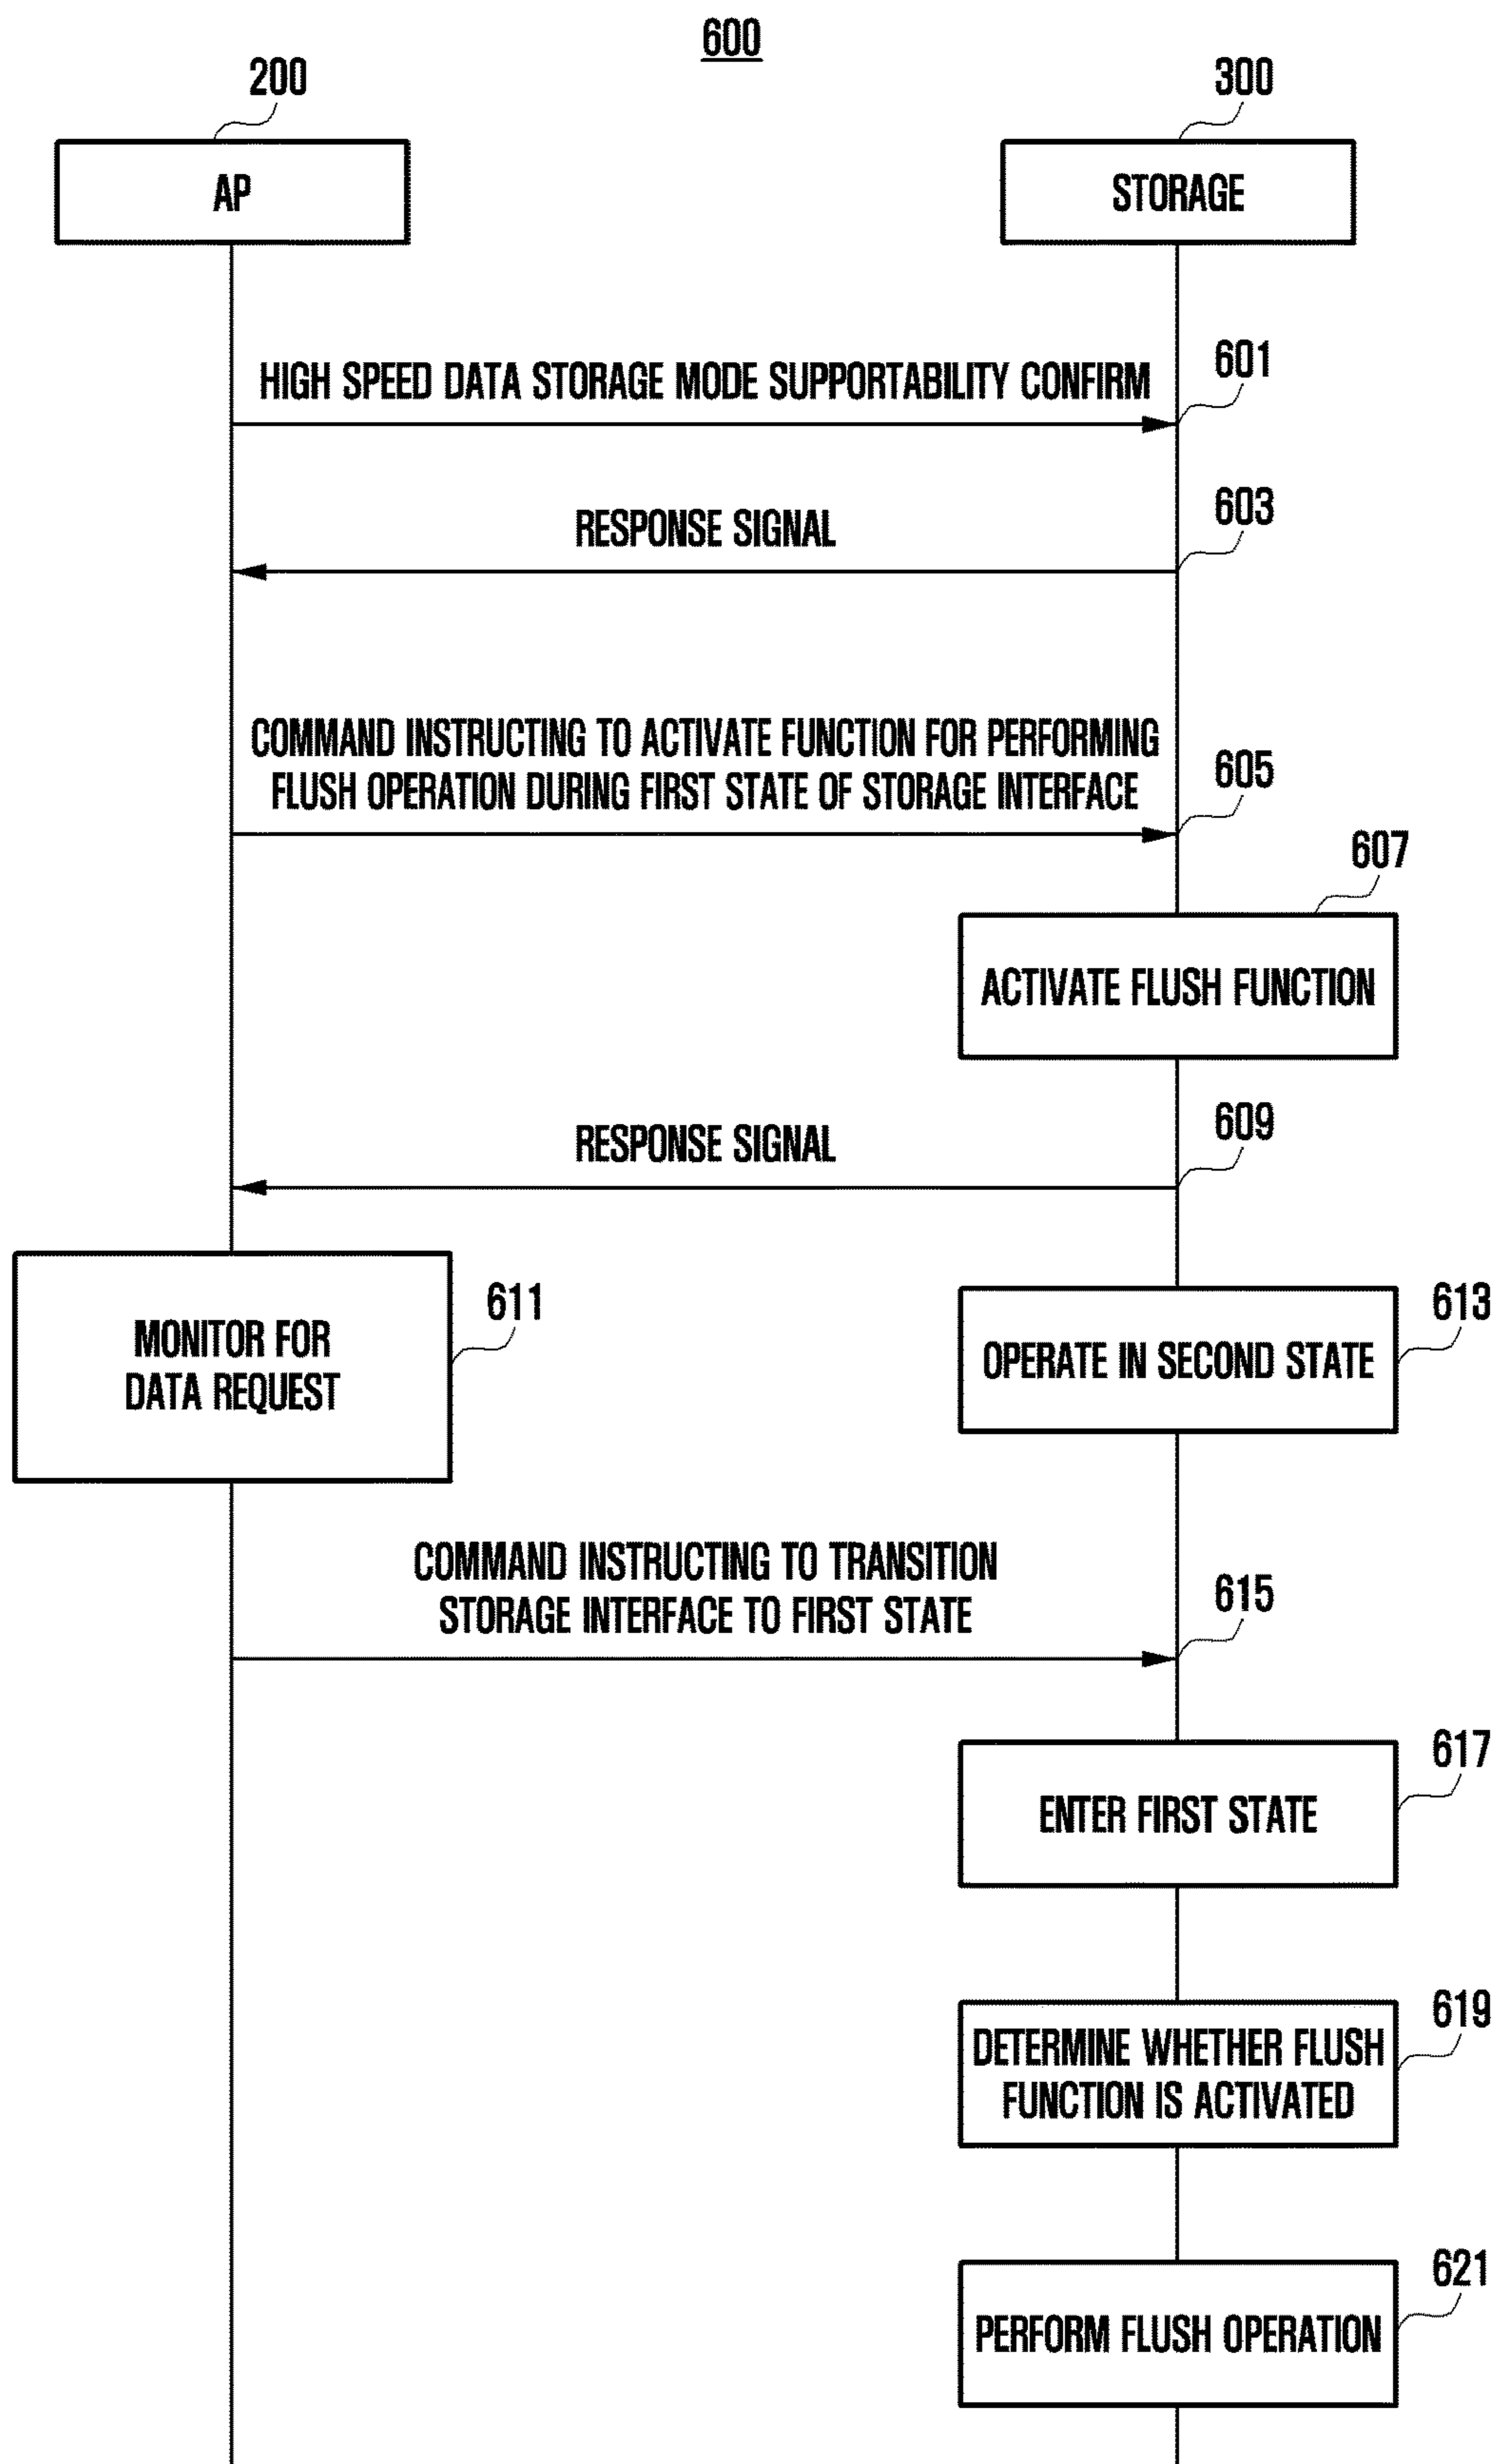 600
200
300
AP
STORAGE
HIGH SPEED DATA STORAGE MODE SUPPORTABILITY CONFIRM
601
RESPONSE SIGNAL
603
COMMAND INSTRUCTING TO ACTIVATE FUNCTION FOR PERFORMING
FLUSH OPERATION DURING FIRST STATE OF STORAGE INTERFACE
605
607
ACTIVATE FLUSH FUNCTION
RESPONSE SIGNAL
609
MONITOR FOR
DATA REQUEST
611
OPERATE IN SECOND STATE
613
COMMAND INSTRUCTING TO TRANSITION
STORAGE INTERFACE TO FIRST STATE
615
ENTER FIRST STATE
617
DETERMINE WHETHER FLUSH
FUNCTION IS ACTIVATED
619
PERFORM FLUSH OPERATION
621